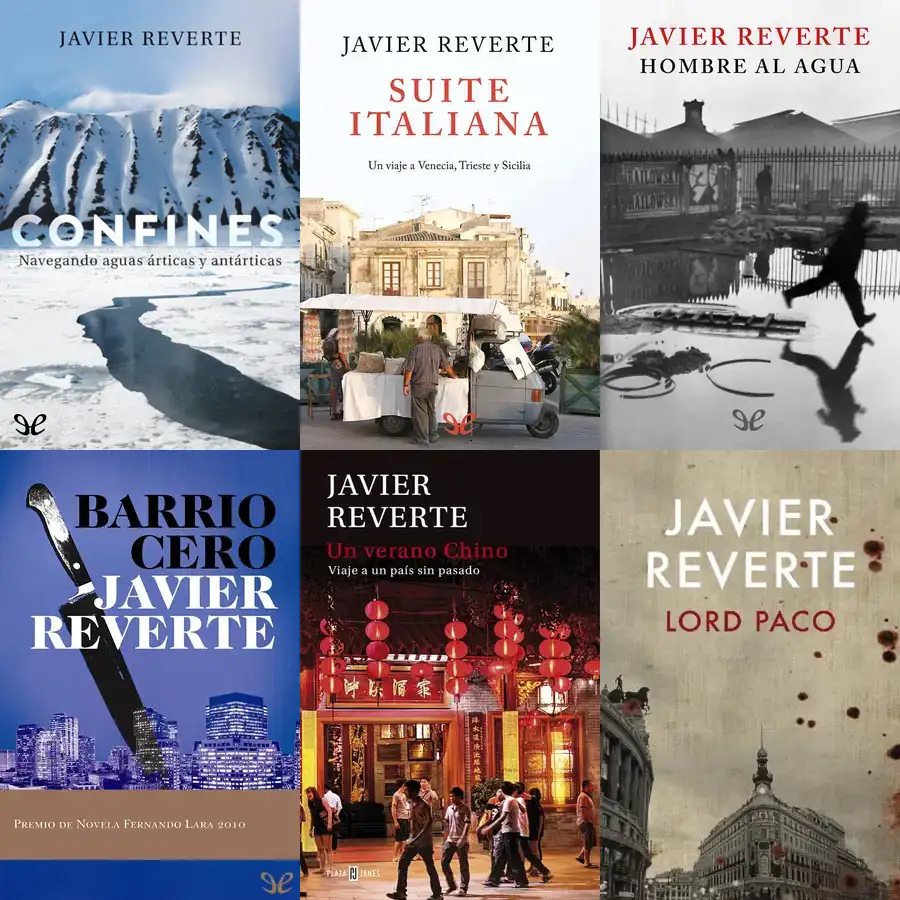 JAVIER REVERTE
CONFINES
Navegando aguas árticas y antárticas
JAVIER REVERTE
SUITE
ITALIANA
Un viaje a Venecia, Trieste y Sicilia
JAVIER REVERTE
HOMBRE AL AGUA
RAILOWSKY
BARRIO
CERO
JAVIER
REVERTE
PREMIO DE NOVELA FERNANDO LARA 2010
JAVIER
REVERTE
Un verano Chino
Viaje a un país sin pasado
PLAZA JANES
JAVIER
REVERTE
LORD PACO